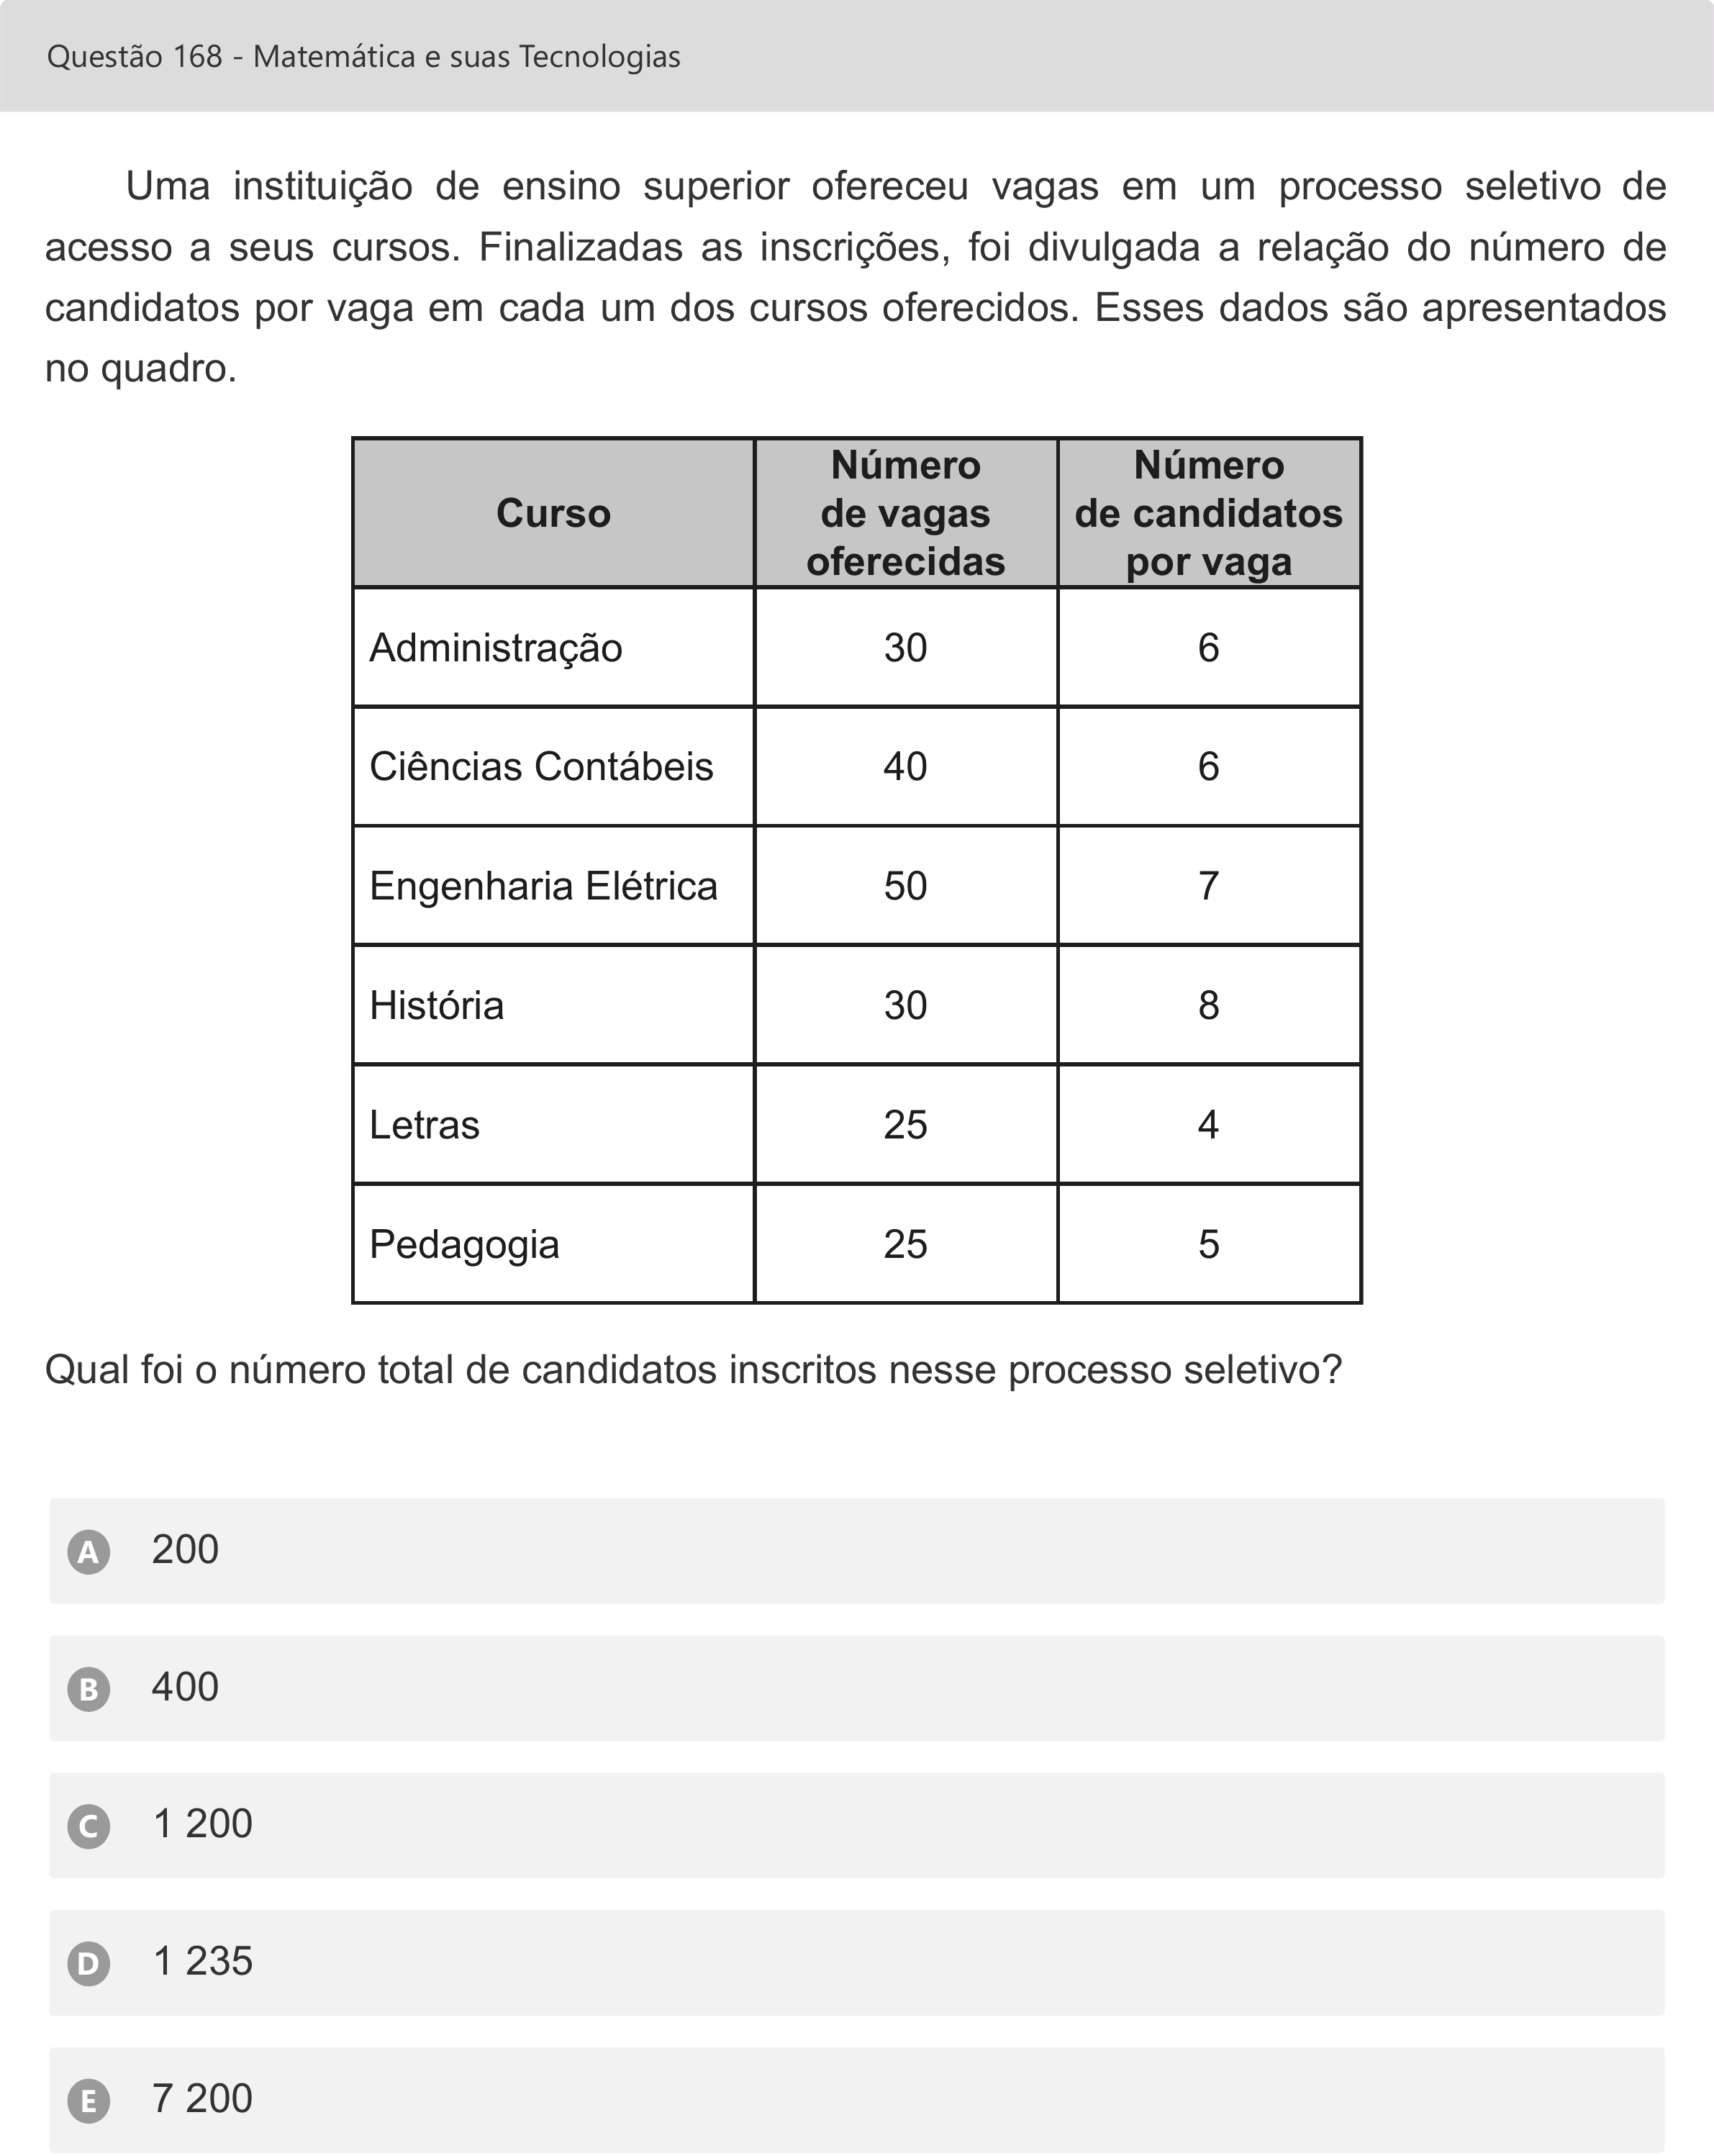 Questão 168 - Matemática e suas Tecnologias
Uma instituição de ensino superior ofereceu vagas em um processo seletivo de
acesso a seus cursos. Finalizadas as inscrições, foi divulgada a relação do número de
candidatos por vaga em cada um dos cursos oferecidos. Esses dados são apresentados
no quadro.
Curso Número de vagas oferecidas Número de candidatos por vaga
Administração 30 6
Ciências Contábeis 40 6
Engenharia Elétrica 50 7
História 30 8
Letras 25 4
Pedagogia 25 5
Qual foi o número total de candidatos inscritos nesse processo seletivo?
A 200
B 400
C 1 200
D 1 235
E 7 200